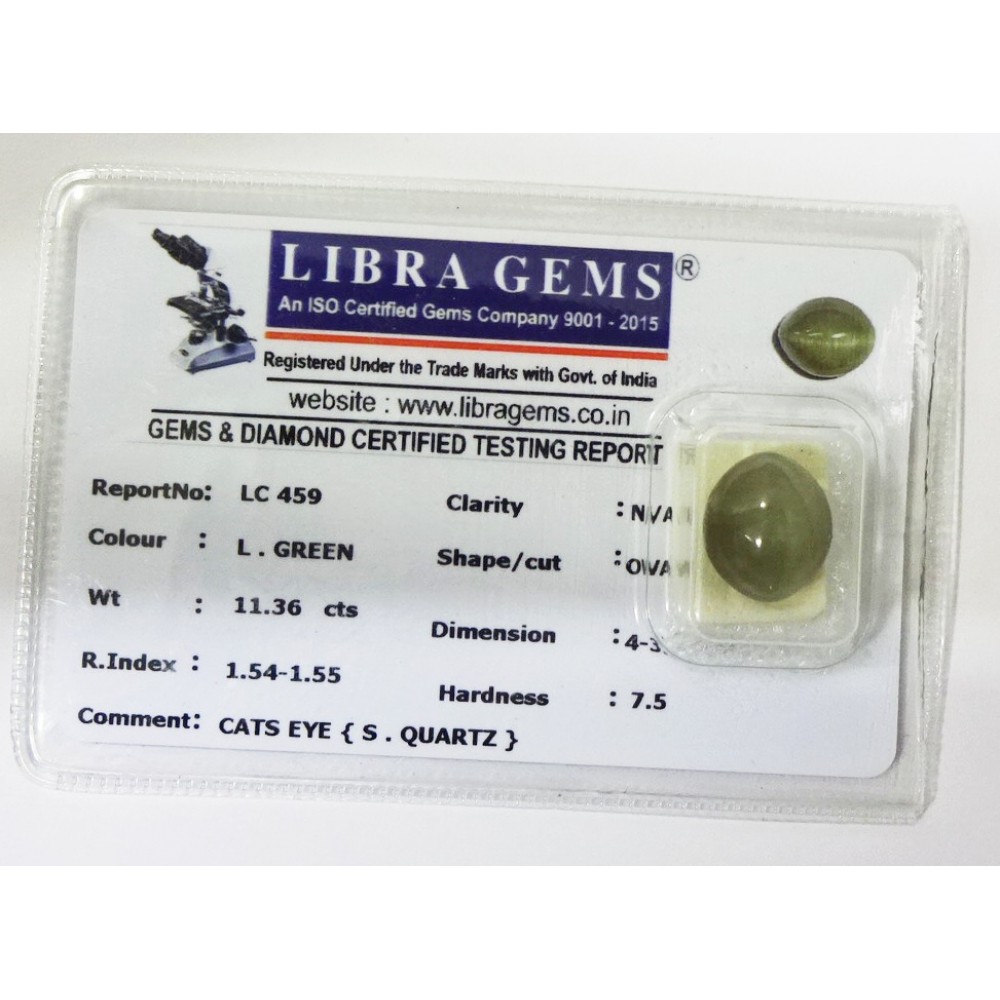 LIBRA GEMS ®
An ISO Certified Gems Company 9001 - 2015
Registered Under the Trade Marks with Govt. of India
website : www.libragems.co.in
GEMS & DIAMOND CERTIFIED TESTING REPORT
ReportNo: LC 459
Clarity : N/A
Colour : L . GREEN
Shape/cut :
Wt : 11.36 cts
Dimension : 4-3
R.Index : 1.54-1.55
Hardness : 7.5
Comment: CATS EYE { S . QUARTZ }